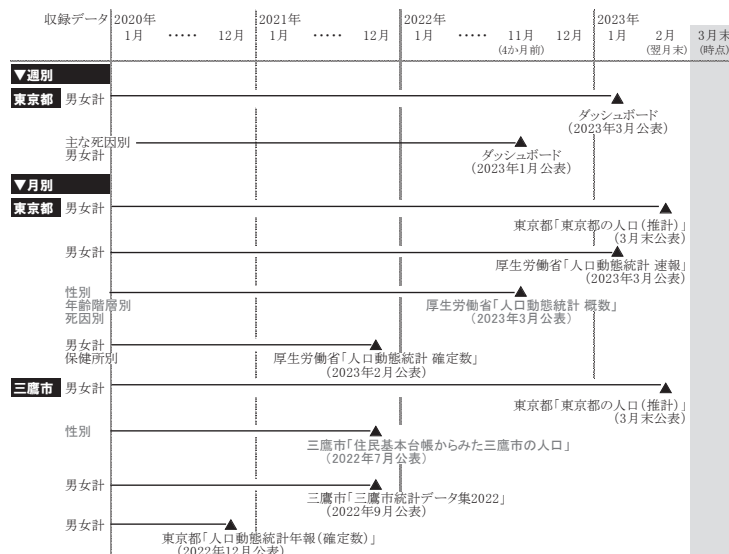 収録データ 2020年 2021年 2022年 2023年
1月 ‥‥‥ 12月 1月 ‥‥‥ 12月 1月 ‥‥‥ 11月 12月 1月 2月 3月末
(4か月前) (翌月末) (時点)
▼週別
東京都 男女計
ダッシュボード
(2023年3月公表)
主な死因別
男女計
ダッシュボード
(2023年1月公表)
▼月別
東京都 男女計
東京都「東京都の人口(推計)」
(3月末公表)
男女計
厚生労働省「人口動態統計 速報」
(2023年3月公表)
性別
年齢階層別
死因別
厚生労働省「人口動態統計 概数」
(2023年3月公表)
男女計
保健所別
厚生労働省「人口動態統計 確定数」
(2023年2月公表)
三鷹市 男女計
東京都「東京都の人口(推計)」
(3月末公表)
性別
三鷹市「住民基本台帳からみた三鷹市の人口」
(2022年7月公表)
男女計
三鷹市「三鷹市統計データ集2022」
(2022年9月公表)
男女計
東京都「人口動態統計年報(確定数)」
(2022年12月公表)